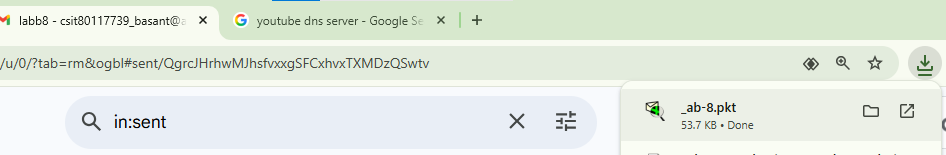 labb8 - csit80117739_basant@a
youtube dns server - Google Se
/u/0/?tab=rm&ogbl#sent/QgrcJHrhwMJhsfvxxgSFCxhvxTXMDzQSwtv
in:sent
_ab-8.pkt
53.7 KB • Done